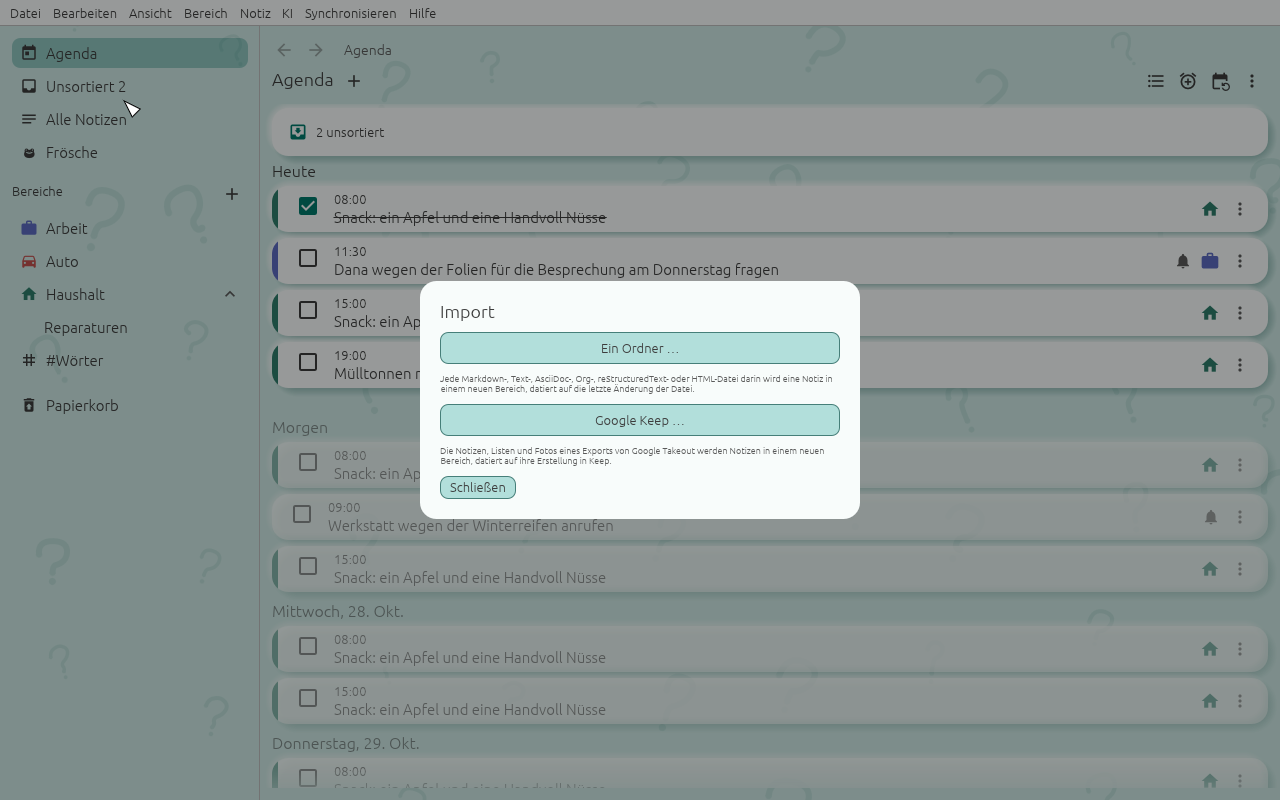 Datei Bearbeiten Ansicht Bereich Notiz KI Synchronisieren Hilfe
Agenda
Unsortiert 2
Alle Notizen
Frösche
Bereiche
Arbeit
Auto
Haushalt
Reparaturen
#Wörter
Papierkorb
Agenda
Agenda
2 unsortiert
Heute
08:00
Snack: ein Apfel und eine Handvoll Nüsse
11:30
Dana wegen der Folien für die Besprechung am Donnerstag fragen
15:00
Snack: ein Ap
19:00
Mülltonnen
Import
Ein Ordner …
Jede Markdown-, Text-, AsciiDoc-, Org-, reStructuredText- oder HTML-Datei darin wird eine Notiz in
einem neuen Bereich, datiert auf die letzte Änderung der Datei.
Google Keep …
Die Notizen, Listen und Fotos eines Exports von Google Takeout werden Notizen in einem neuen
Bereich, datiert auf ihre Erstellung in Keep.
Schließen
Morgen
08:00
Snack: ein Ap
09:00
Werkstatt wegen der Winterreifen anrufen
15:00
Snack: ein Apfel und eine Handvoll Nüsse
Mittwoch, 28. Okt.
08:00
Snack: ein Apfel und eine Handvoll Nüsse
15:00
Snack: ein Apfel und eine Handvoll Nüsse
Donnerstag, 29. Okt.
08:00
Snack: ein Apfel und eine Handvoll Nüsse